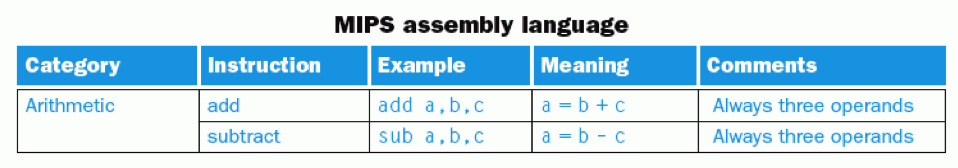 MIPS assembly language
Category Instruction Example Meaning Comments
Arithmetic add add a,b,c a = b + c Always three operands
subtract sub a,b,c a = b - c Always three operands